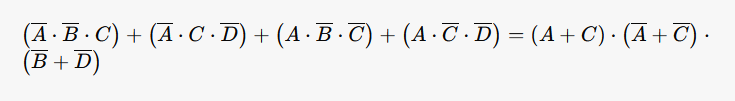 (A̅ · B̅ · C) + (A̅ · C · D̅) + (A · B̅ · C̅) + (A · C̅ · D̅) = (A + C) · (A̅ + C̅) ·
(B̅ + D̅)